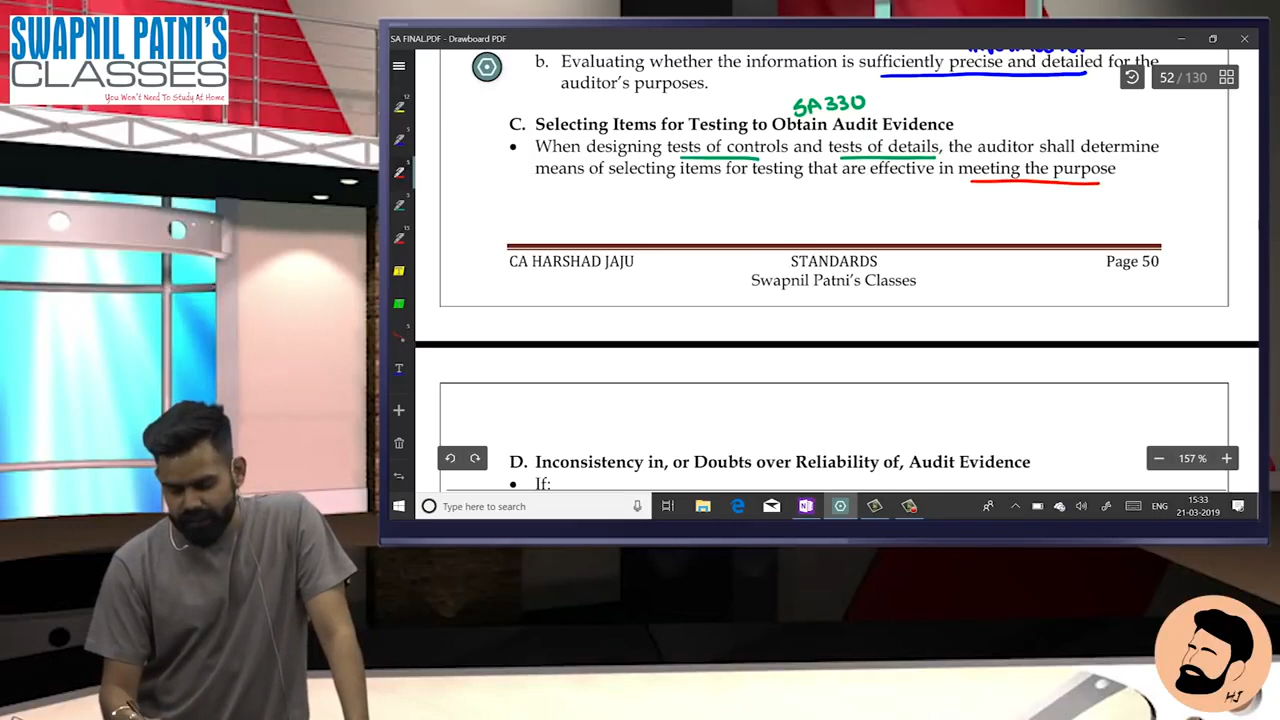 SWAPNIL PATNI'S
CLASSES
You Won't Need To Study At Home
SA FINAL.PDF - Drawboard PDF
b. Evaluating whether the information is sufficiently precise and detailed for the
auditor's purposes.
52 / 130
SA 330
C. Selecting Items for Testing to Obtain Audit Evidence
• When designing tests of controls and tests of details, the auditor shall determine
means of selecting items for testing that are effective in meeting the purpose
CA HARSHAD JAJU STANDARDS Page 50
Swapnil Patni's Classes
D. Inconsistency in, or Doubts over Reliability of, Audit Evidence
• If:
157 %
Type here to search
ENG
15:33
21-03-2019
HJ